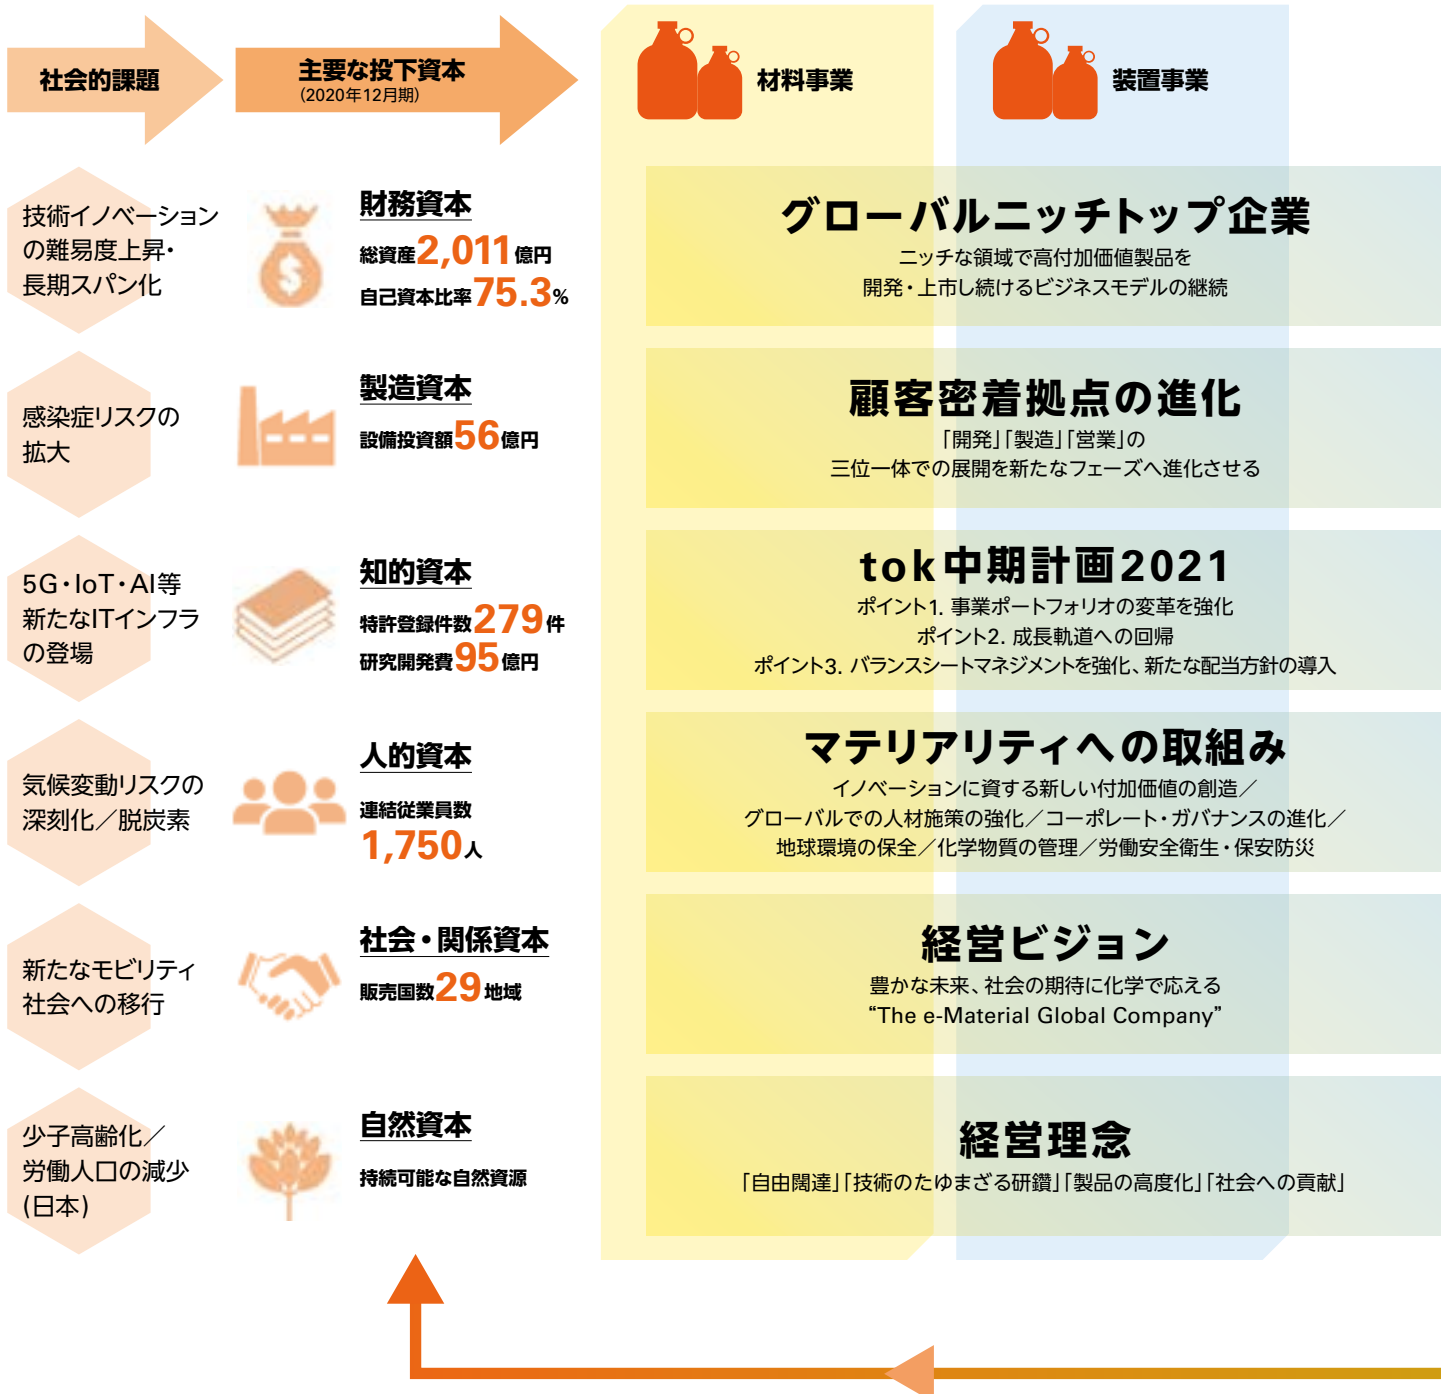 社会的課題
主要な投下資本
(2020年12月期)
材料事業
装置事業
技術イノベーション
の難易度上昇・
長期スパン化
感染症リスクの
拡大
5G・IoT・AI等
新たなITインフラ
の登場
気候変動リスクの
深刻化／脱炭素
新たなモビリティ
社会への移行
少子高齢化／
労働人口の減少
(日本)
財務資本
総資産2,011億円
自己資本比率75.3%
製造資本
設備投資額56億円
知的資本
特許登録件数279件
研究開発費95億円
人的資本
連結従業員数
1,750人
社会・関係資本
販売国数29地域
自然資本
持続可能な自然資源
グローバルニッチトップ企業
ニッチな領域で高付加価値製品を
開発・上市し続けるビジネスモデルの継続
顧客密着拠点の進化
「開発」「製造」「営業」の
三位一体での展開を新たなフェーズへ進化させる
tok中期計画2021
ポイント1. 事業ポートフォリオの変革を強化
ポイント2. 成長軌道への回帰
ポイント3. バランスシートマネジメントを強化、新たな配当方針の導入
マテリアリティへの取組み
イノベーションに資する新しい付加価値の創造／
グローバルでの人材施策の強化／コーポレート・ガバナンスの進化／
地球環境の保全／化学物質の管理／労働安全衛生・保安防災
経営ビジョン
豊かな未来、社会の期待に化学で応える
“The e-Material Global Company”
経営理念
「自由闊達」「技術のたゆまざる研鑽」「製品の高度化」「社会への貢献」